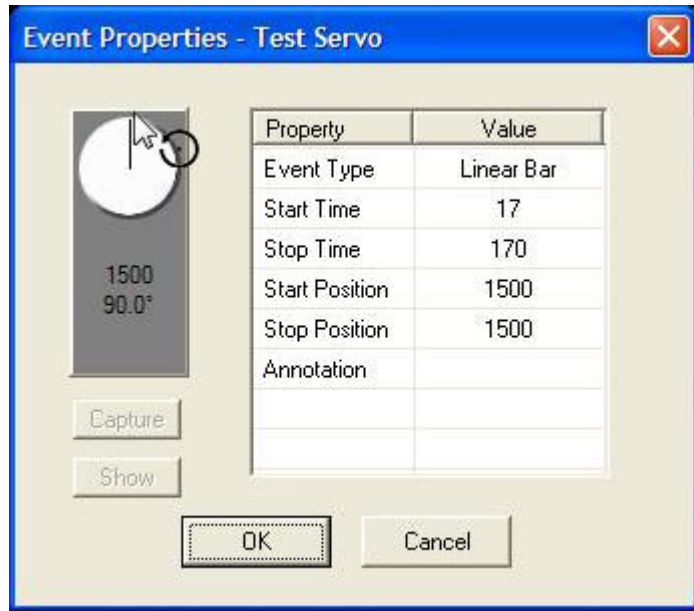 Event Properties - Test Servo
1500
90.0°
Capture
Show
Property Value
Event Type Linear Bar
Start Time 17
Stop Time 170
Start Position 1500
Stop Position 1500
Annotation
OK Cancel